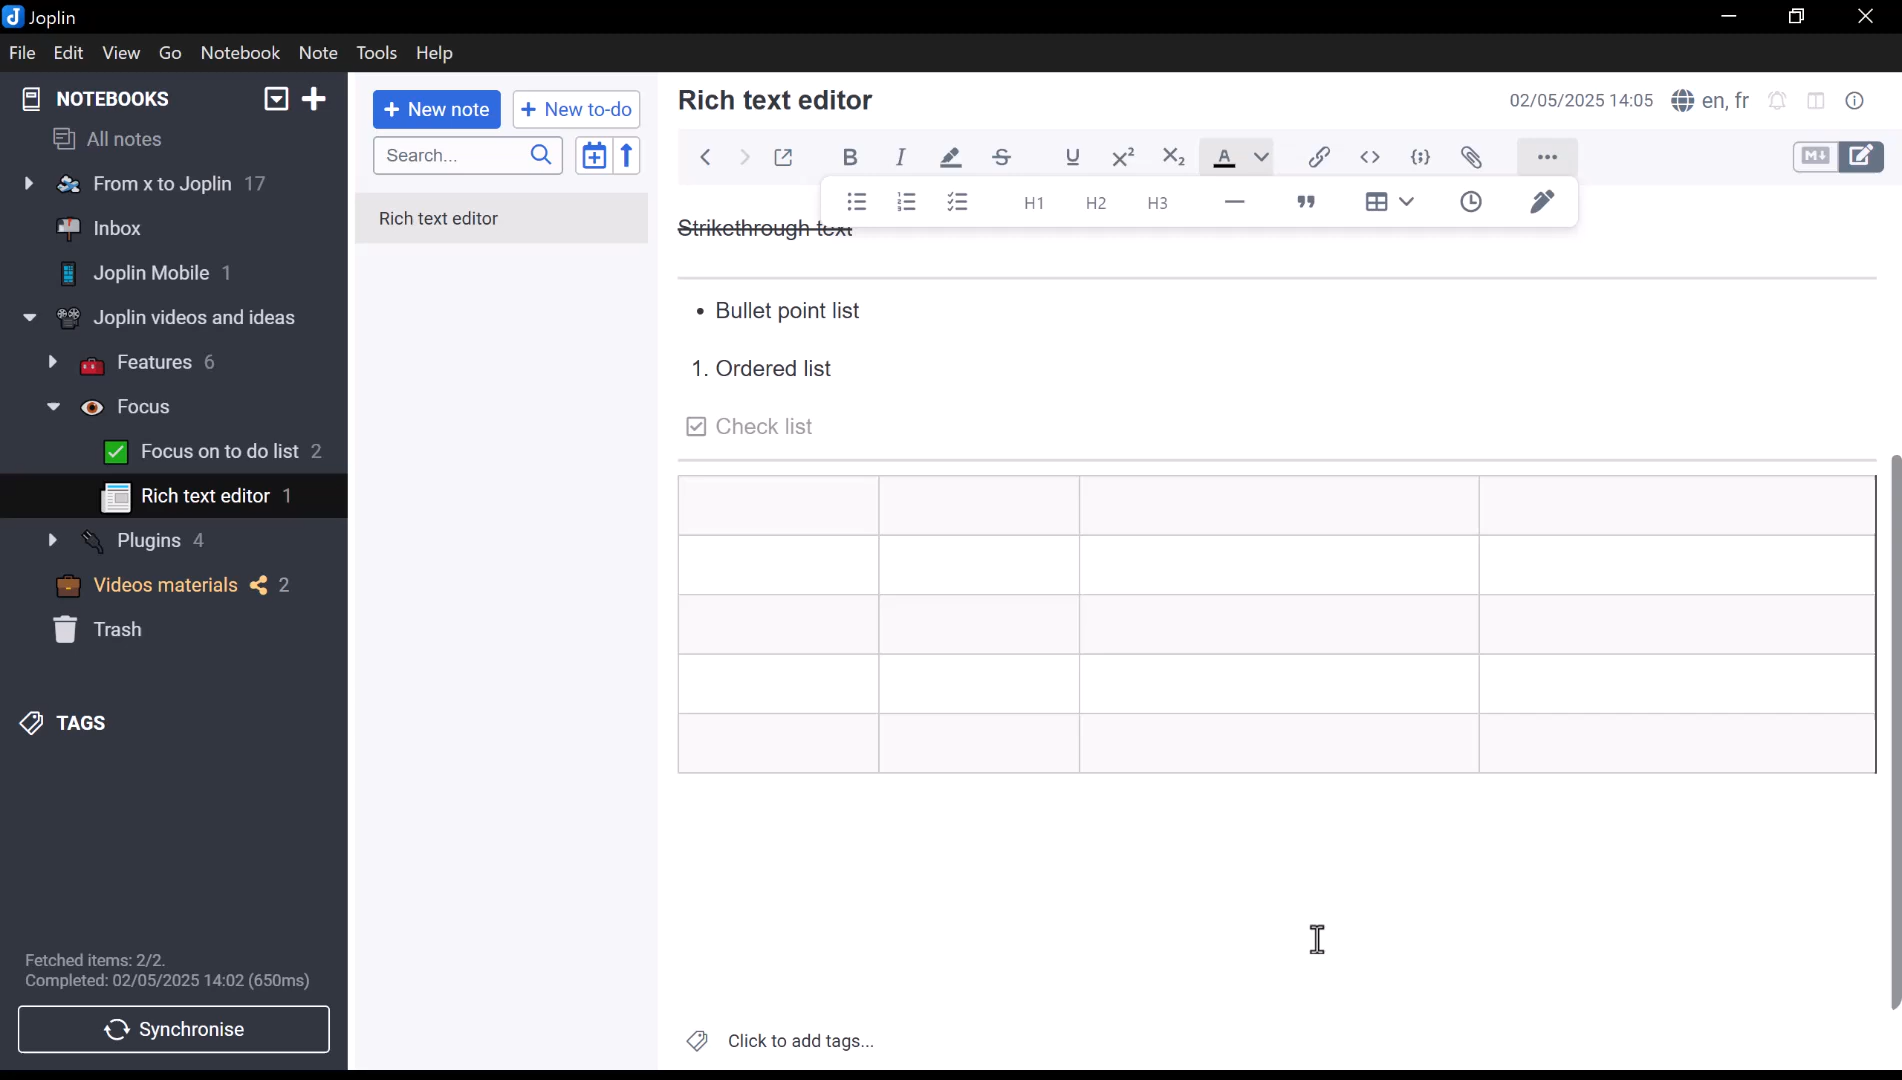 Joplin
File Edit View Go Notebook Note Tools Help
NOTEBOOKS
All notes
From x to Joplin 17
Inbox
Joplin Mobile 1
Joplin videos and ideas
Features 6
Focus
Focus on to do list 2
Rich text editor 1
Plugins 4
Videos materials 2
Trash
TAGS
Fetched items: 2/2.
Completed: 02/05/2025 14:02 (650ms)
Synchronise
+ New note + New to-do
Search...
Rich text editor
Rich text editor
02/05/2025 14:05 en, fr
H1 H2 H3
Strikethrough text
• Bullet point list
1. Ordered list
Check list
Click to add tags...